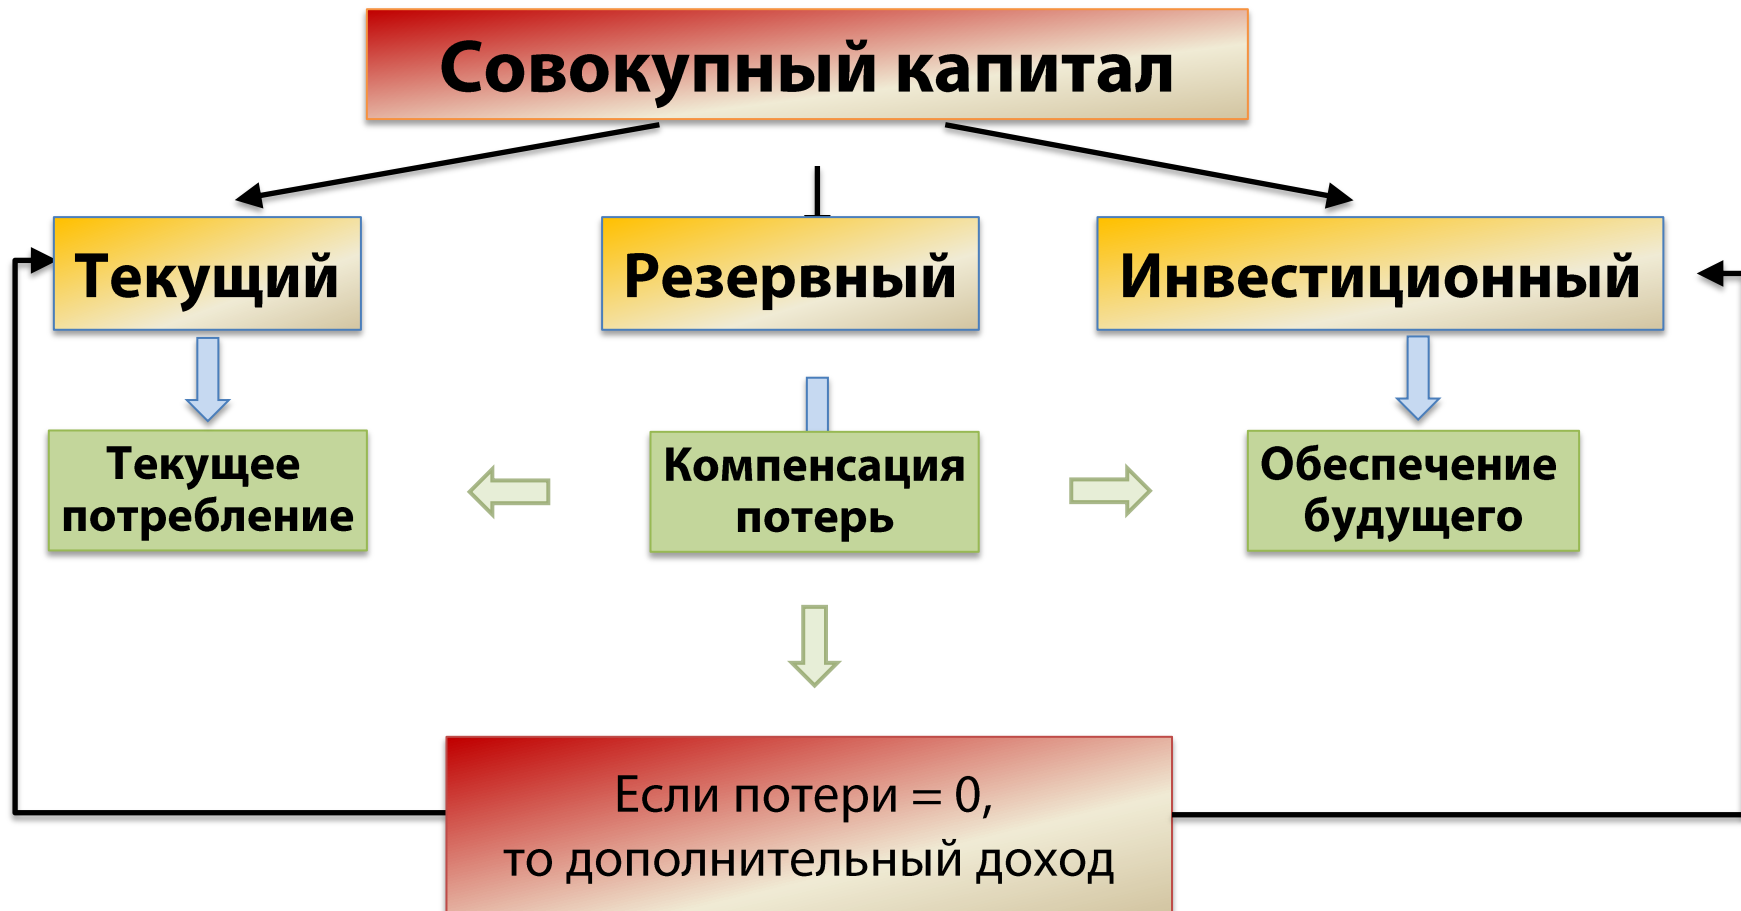 Совокупный капитал
Текущий
Резервный
Инвестиционный
Текущее
потребление
Компенсация
потерь
Обеспечение
будущего
Если потери = 0,
то дополнительный доход